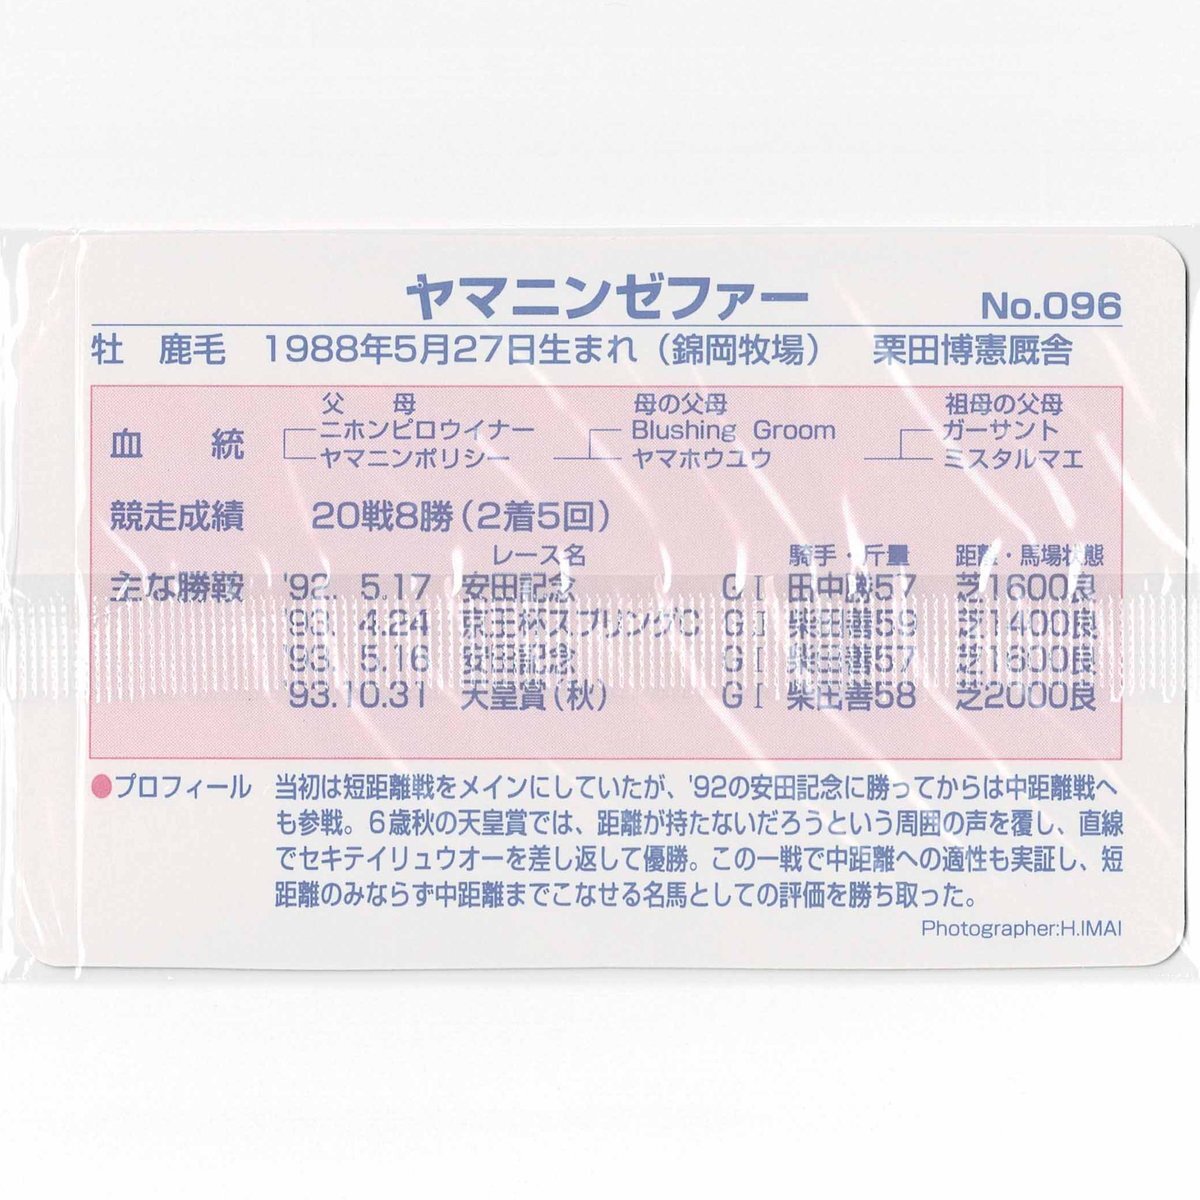 ヤマニンゼファー
No.096
牡 鹿毛 1988年5月27日生まれ（錦岡牧場） 栗田博憲厩舎
父 母 母の父母 祖母の父母
血統 ニホンピロウイナー Blushing Groom ガーサント
ヤマニンポリシー ヤマホウユウ ミスタルマエ
競走成績 20戦8勝（2着5回）
レース名 騎手・斤量 距離・馬場状態
主な勝鞍 '92. 5.17 安田記念 GⅠ 田中勝57 芝1600良
'93. 4.24 京王杯スプリングC GⅡ 柴田善59 芝1400良
'93. 5.16 安田記念 GⅠ 柴田善57 芝1600良
'93.10.31 天皇賞（秋） GⅠ 柴田善58 芝2000良
●プロフィール 当初は短距離戦をメインにしていたが、'92の安田記念に勝ってからは中距離戦へ
も参戦。6歳秋の天皇賞では、距離が持たないだろうという周囲の声を覆し、直線
でセキテイリュウオーを差し返して優勝。この一戦で中距離への適性も実証し、短
距離のみならず中距離までこなせる名馬としての評価を勝ち取った。
Photographer:H.IMAI